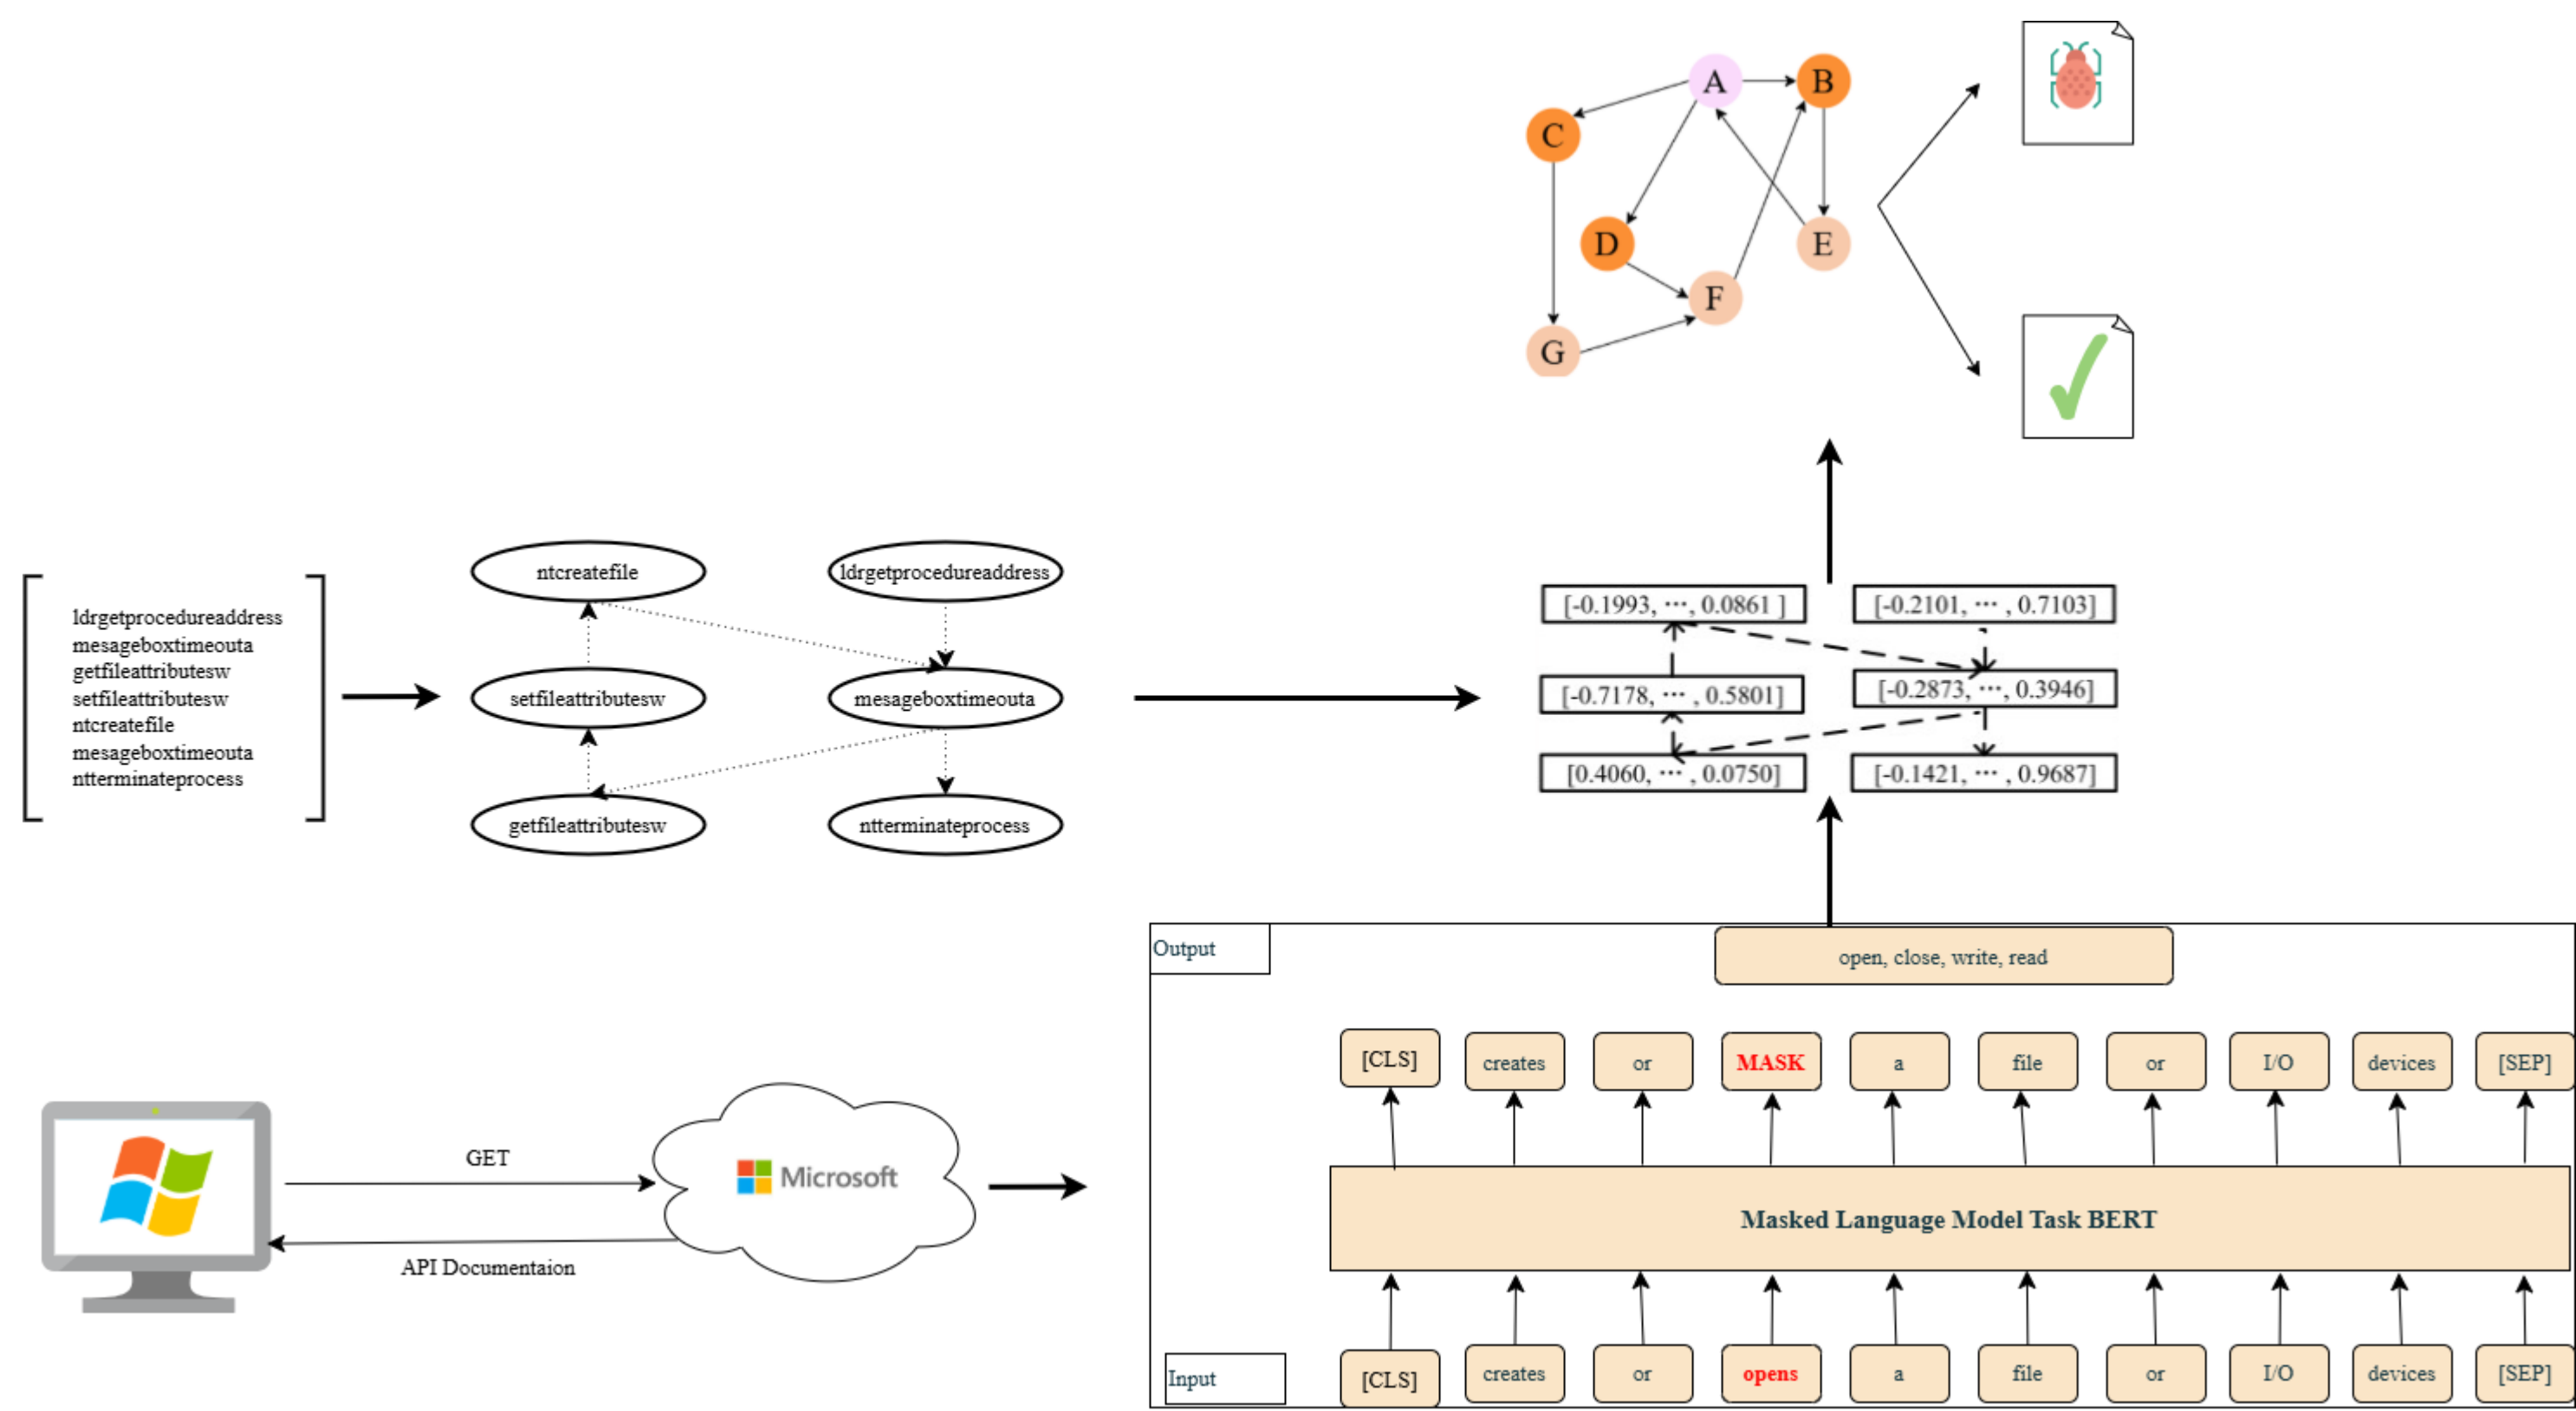 A
B
C
D
E
F
G
ldrgetprocedureaddress
mesageboxtimeouta
getfileattributesw
setfileattributesw
ntcreatefile
mesageboxtimeouta
ntterminateprocess
ntcreatefile
ldrgetprocedureaddress
setfileattributesw
mesageboxtimeouta
getfileattributesw
ntterminateprocess
[-0.1993, ···, 0.0861 ]
[-0.2101, ··· , 0.7103]
[-0.7178, ··· , 0.5801]
[-0.2873, ···, 0.3946]
[0.4060, ··· , 0.0750]
[-0.1421, ··· , 0.9687]
GET
Microsoft
API Documentaion
Output
open, close, write, read
[CLS] creates or MASK a file or I/O devices [SEP]
Masked Language Model Task BERT
Input
[CLS] creates or opens a file or I/O devices [SEP]